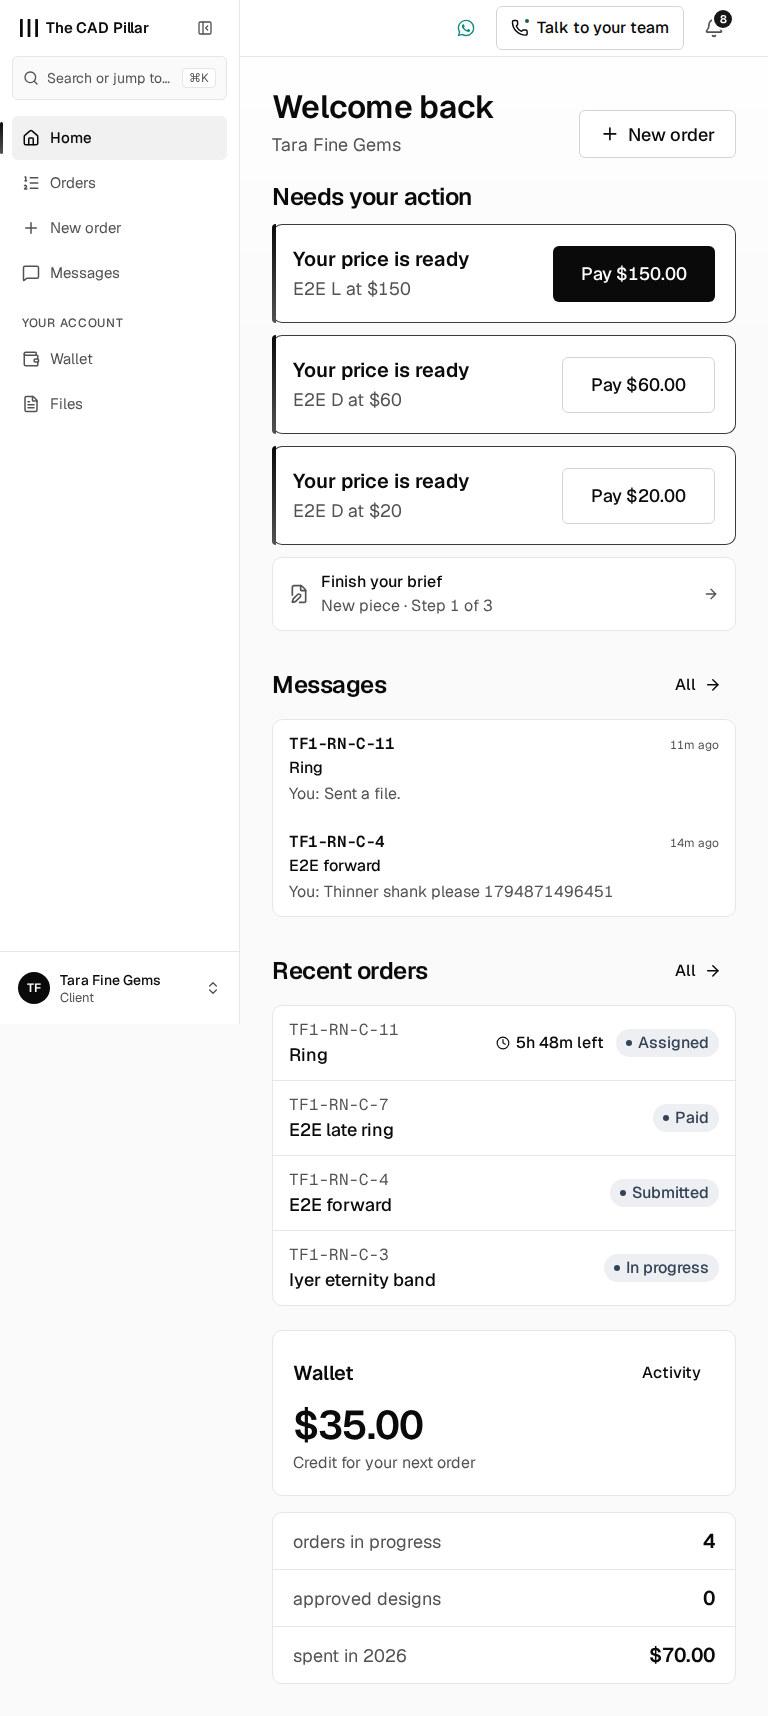 The CAD Pillar
Search or jump to... ⌘K
Home
Orders
New order
Messages
YOUR ACCOUNT
Wallet
Files
Tara Fine Gems
TF
Client
Talk to your team
8
Welcome back
Tara Fine Gems
New order
Needs your action
Your price is ready
E2E L at $150
Pay $150.00
Your price is ready
E2E D at $60
Pay $60.00
Your price is ready
E2E D at $20
Pay $20.00
Finish your brief
New piece · Step 1 of 3
Messages
All
TF1-RN-C-11
11m ago
Ring
You: Sent a file.
TF1-RN-C-4
14m ago
E2E forward
You: Thinner shank please 1794871496451
Recent orders
All
TF1-RN-C-11
Ring
5h 48m left
Assigned
TF1-RN-C-7
E2E late ring
Paid
TF1-RN-C-4
E2E forward
Submitted
TF1-RN-C-3
Iyer eternity band
In progress
Wallet
Activity
$35.00
Credit for your next order
orders in progress 4
approved designs 0
spent in 2026 $70.00